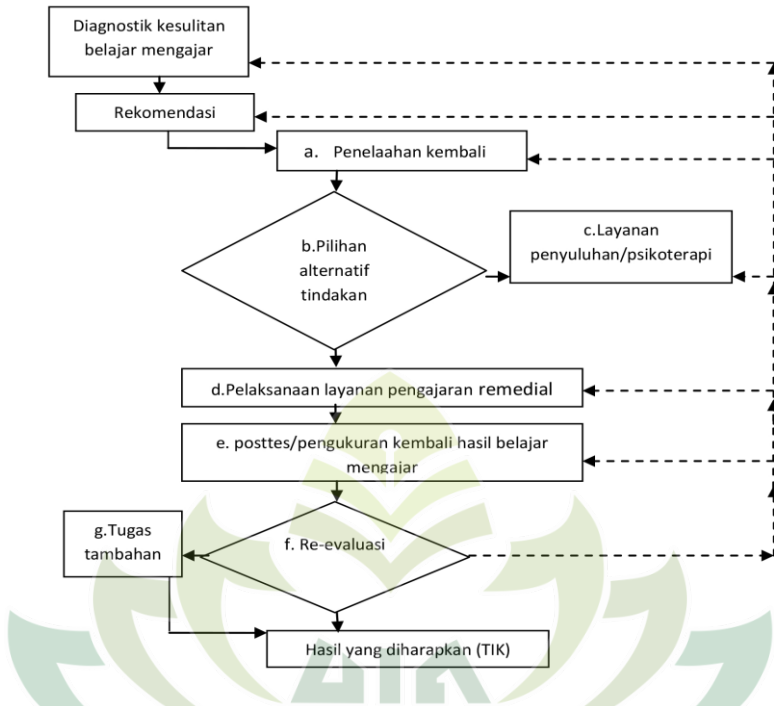 Diagnostik kesulitan
belajar mengajar
Rekomendasi
a. Penelaahan kembali
b.Pilihan
alternatif
tindakan
c.Layanan
penyuluhan/psikoterapi
d.Pelaksanaan layanan pengajaran remedial
e. posttes/pengukuran kembali hasil belajar
mengajar
f. Re-evaluasi
g.Tugas
tambahan
Hasil yang diharapkan (TIK)